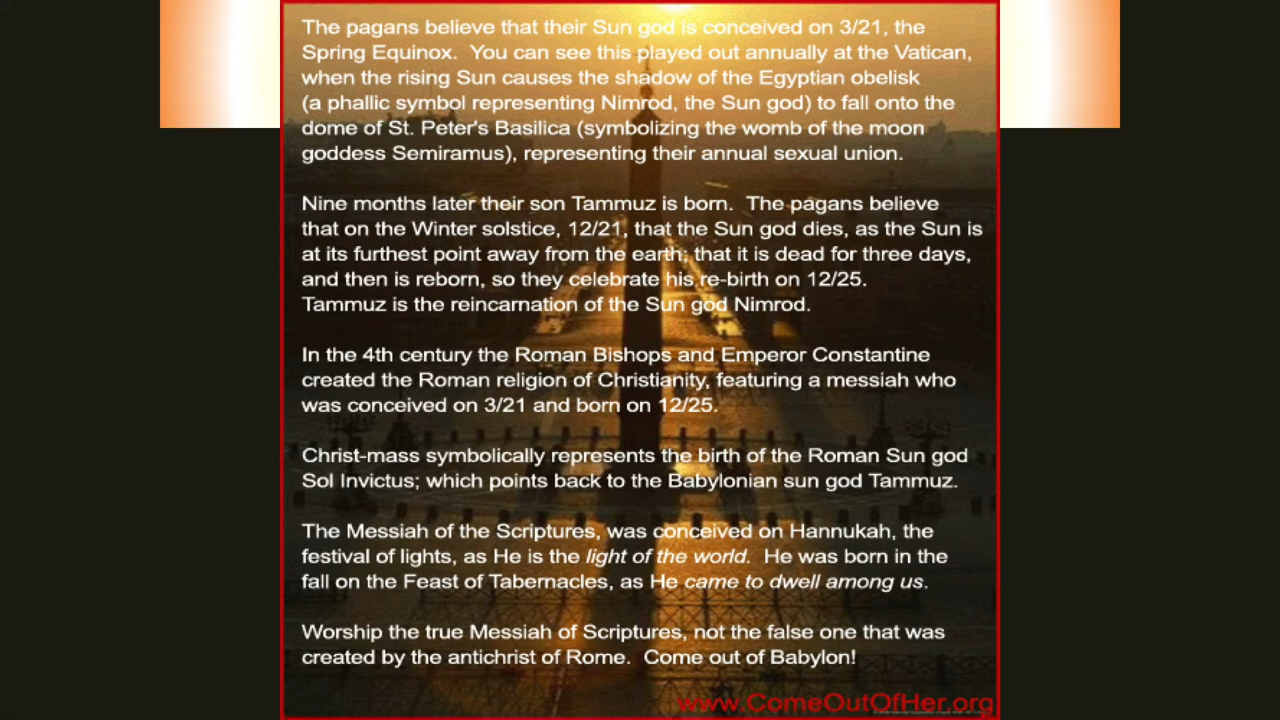 The pagans believe that their Sun god is conceived on 3/21, the
Spring Equinox. You can see this played out annually at the Vatican,
when the rising Sun causes the shadow of the Egyptian obelisk
(a phallic symbol representing Nimrod, the Sun god) to fall onto the
dome of St. Peter's Basilica (symbolizing the womb of the moon
goddess Semiramus), representing their annual sexual union.
Nine months later their son Tammuz is born. The pagans believe
that on the Winter solstice, 12/21, that the Sun god dies, as the Sun is
at its furthest point away from the earth; that it is dead for three days,
and then is reborn, so they celebrate his re-birth on 12/25.
Tammuz is the reincarnation of the Sun god Nimrod.
In the 4th century the Roman Bishops and Emperor Constantine
created the Roman religion of Christianity, featuring a messiah who
was conceived on 3/21 and born on 12/25.
Christ-mass symbolically represents the birth of the Roman Sun god
Sol Invictus; which points back to the Babylonian sun god Tammuz.
The Messiah of the Scriptures, was conceived on Hannukah, the
festival of lights, as He is the light of the world. He was born in the
fall on the Feast of Tabernacles, as He came to dwell among us.
Worship the true Messiah of Scriptures, not the false one that was
created by the antichrist of Rome. Come out of Babylon!
www.ComeOutOfHer.org